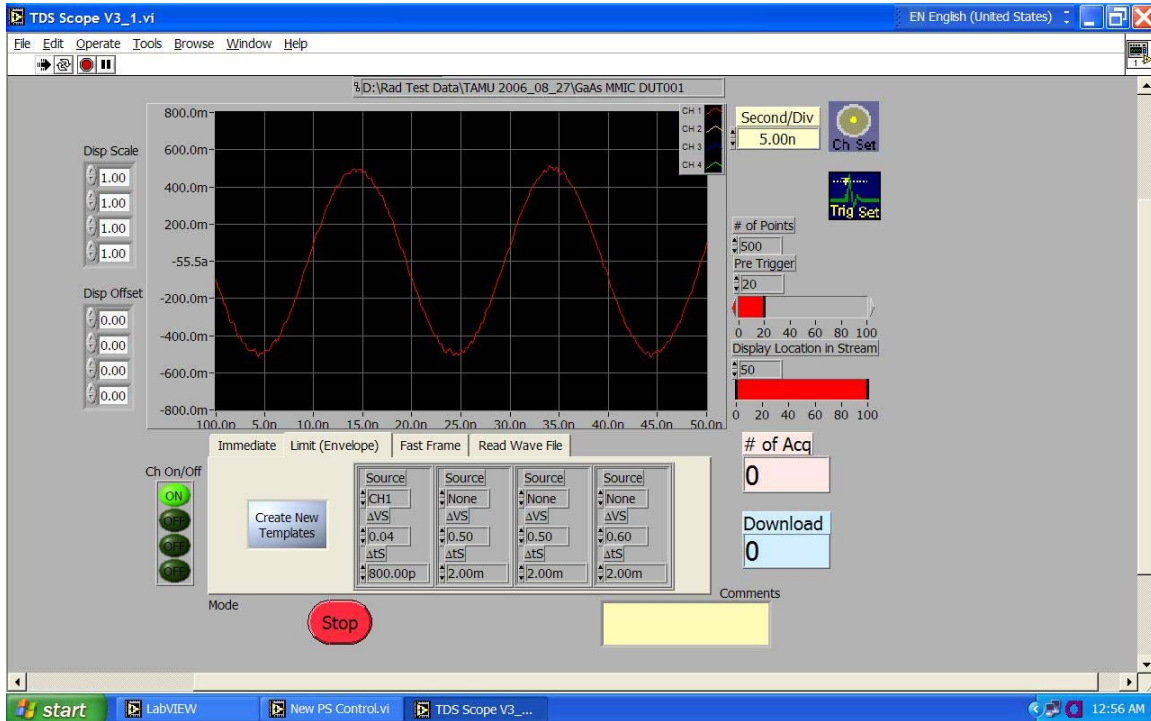 TDS Scope V3_1.vi
EN English (United States)
File Edit Operate Tools Browse Window Help
1
D:\Rad Test Data\TAMU 2006_08_27\GaAs MMIC DUT001
800.0m
600.0m
400.0m
200.0m
-55.5a
-200.0m
-400.0m
-600.0m
-800.0m
100.0n 5.0n 10.0n 15.0n 20.0n 25.0n 30.0n 35.0n 40.0n 45.0n 50.0n
CH 1
CH 2
CH 3
CH 4
Disp Scale
1.00
1.00
1.00
1.00
Disp Offset
0.00
0.00
0.00
0.00
Second/Div
5.00n
Ch Set
Trig Set
# of Points
500
Pre Trigger
20
0 20 40 60 80 100
Display Location in Stream
50
0 20 40 60 80 100
Immediate Limit (Envelope) Fast Frame Read Wave File
Ch On/Off
ON
OFF
OFF
OFF
Create New
Templates
Source Source Source Source
CH1 None None None
ΔVS ΔVS ΔVS ΔVS
0.04 0.50 0.50 0.60
ΔtS ΔtS ΔtS ΔtS
800.00p 2.00m 2.00m 2.00m
# of Acq
0
Download
0
Mode
Stop
Comments
start LabVIEW New PS Control.vi TDS Scope V3_... 12:56 AM